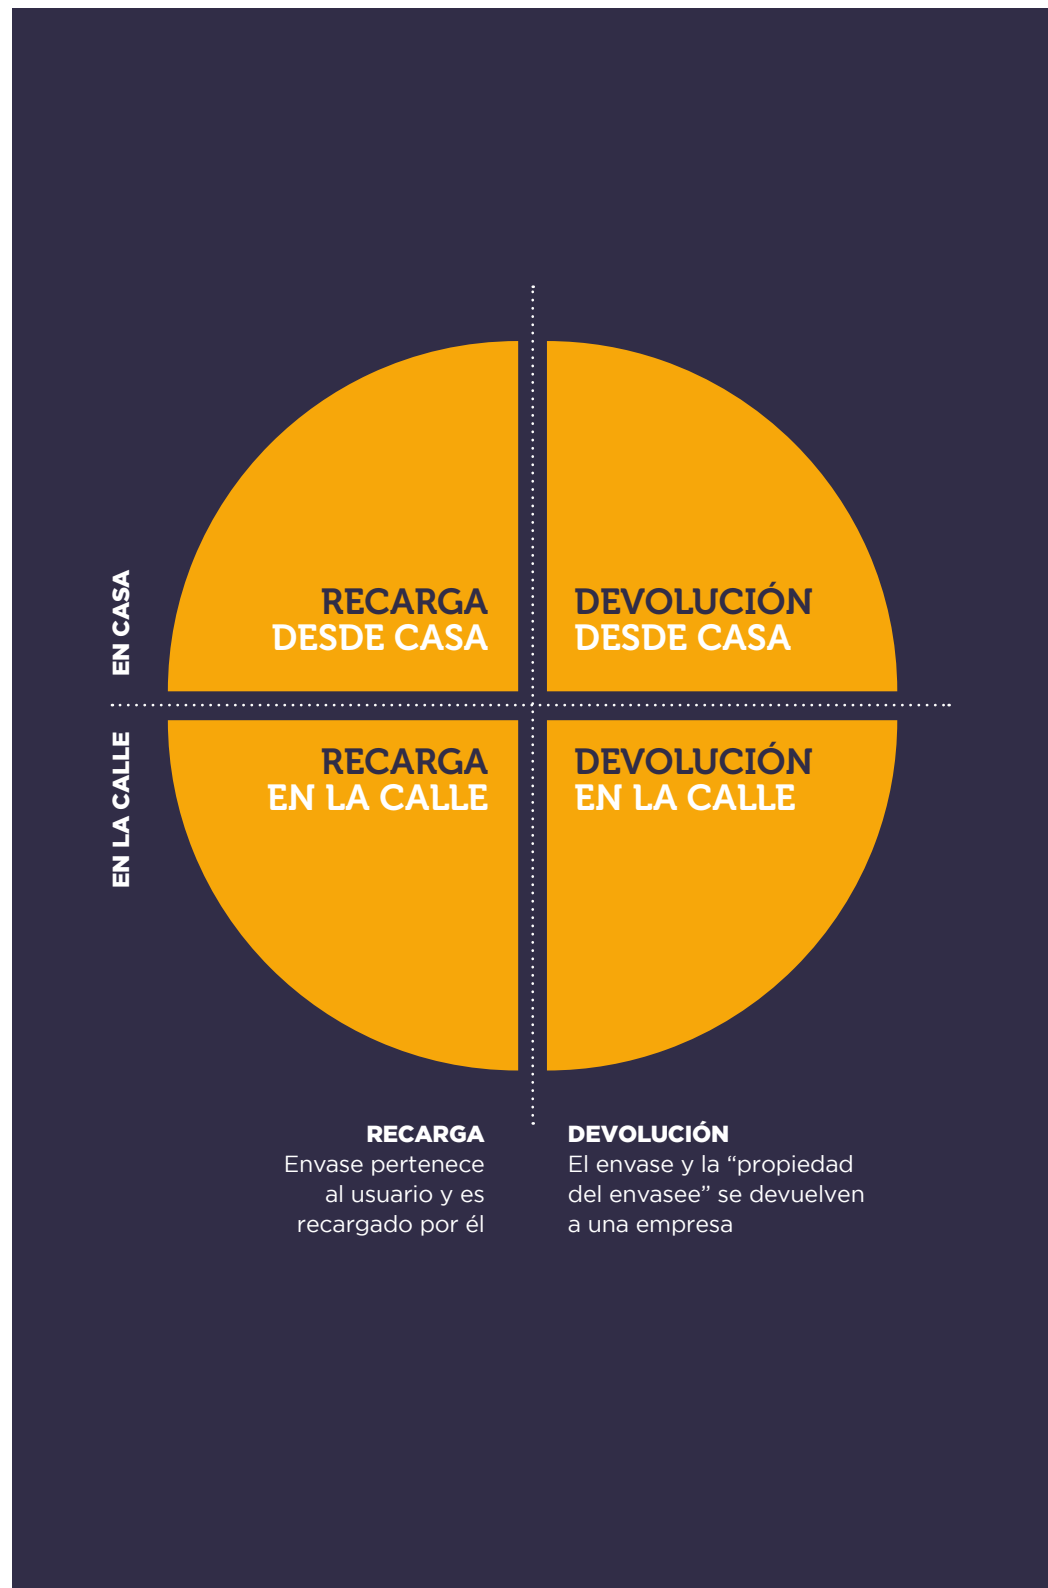 EN CASA
RECARGA
DESDE CASA
DEVOLUCIÓN
DESDE CASA
EN LA CALLE
RECARGA
EN LA CALLE
DEVOLUCIÓN
EN LA CALLE
RECARGA
Envase pertenece
al usuario y es
recargado por él
DEVOLUCIÓN
El envase y la “propiedad
del envasee” se devuelven
a una empresa